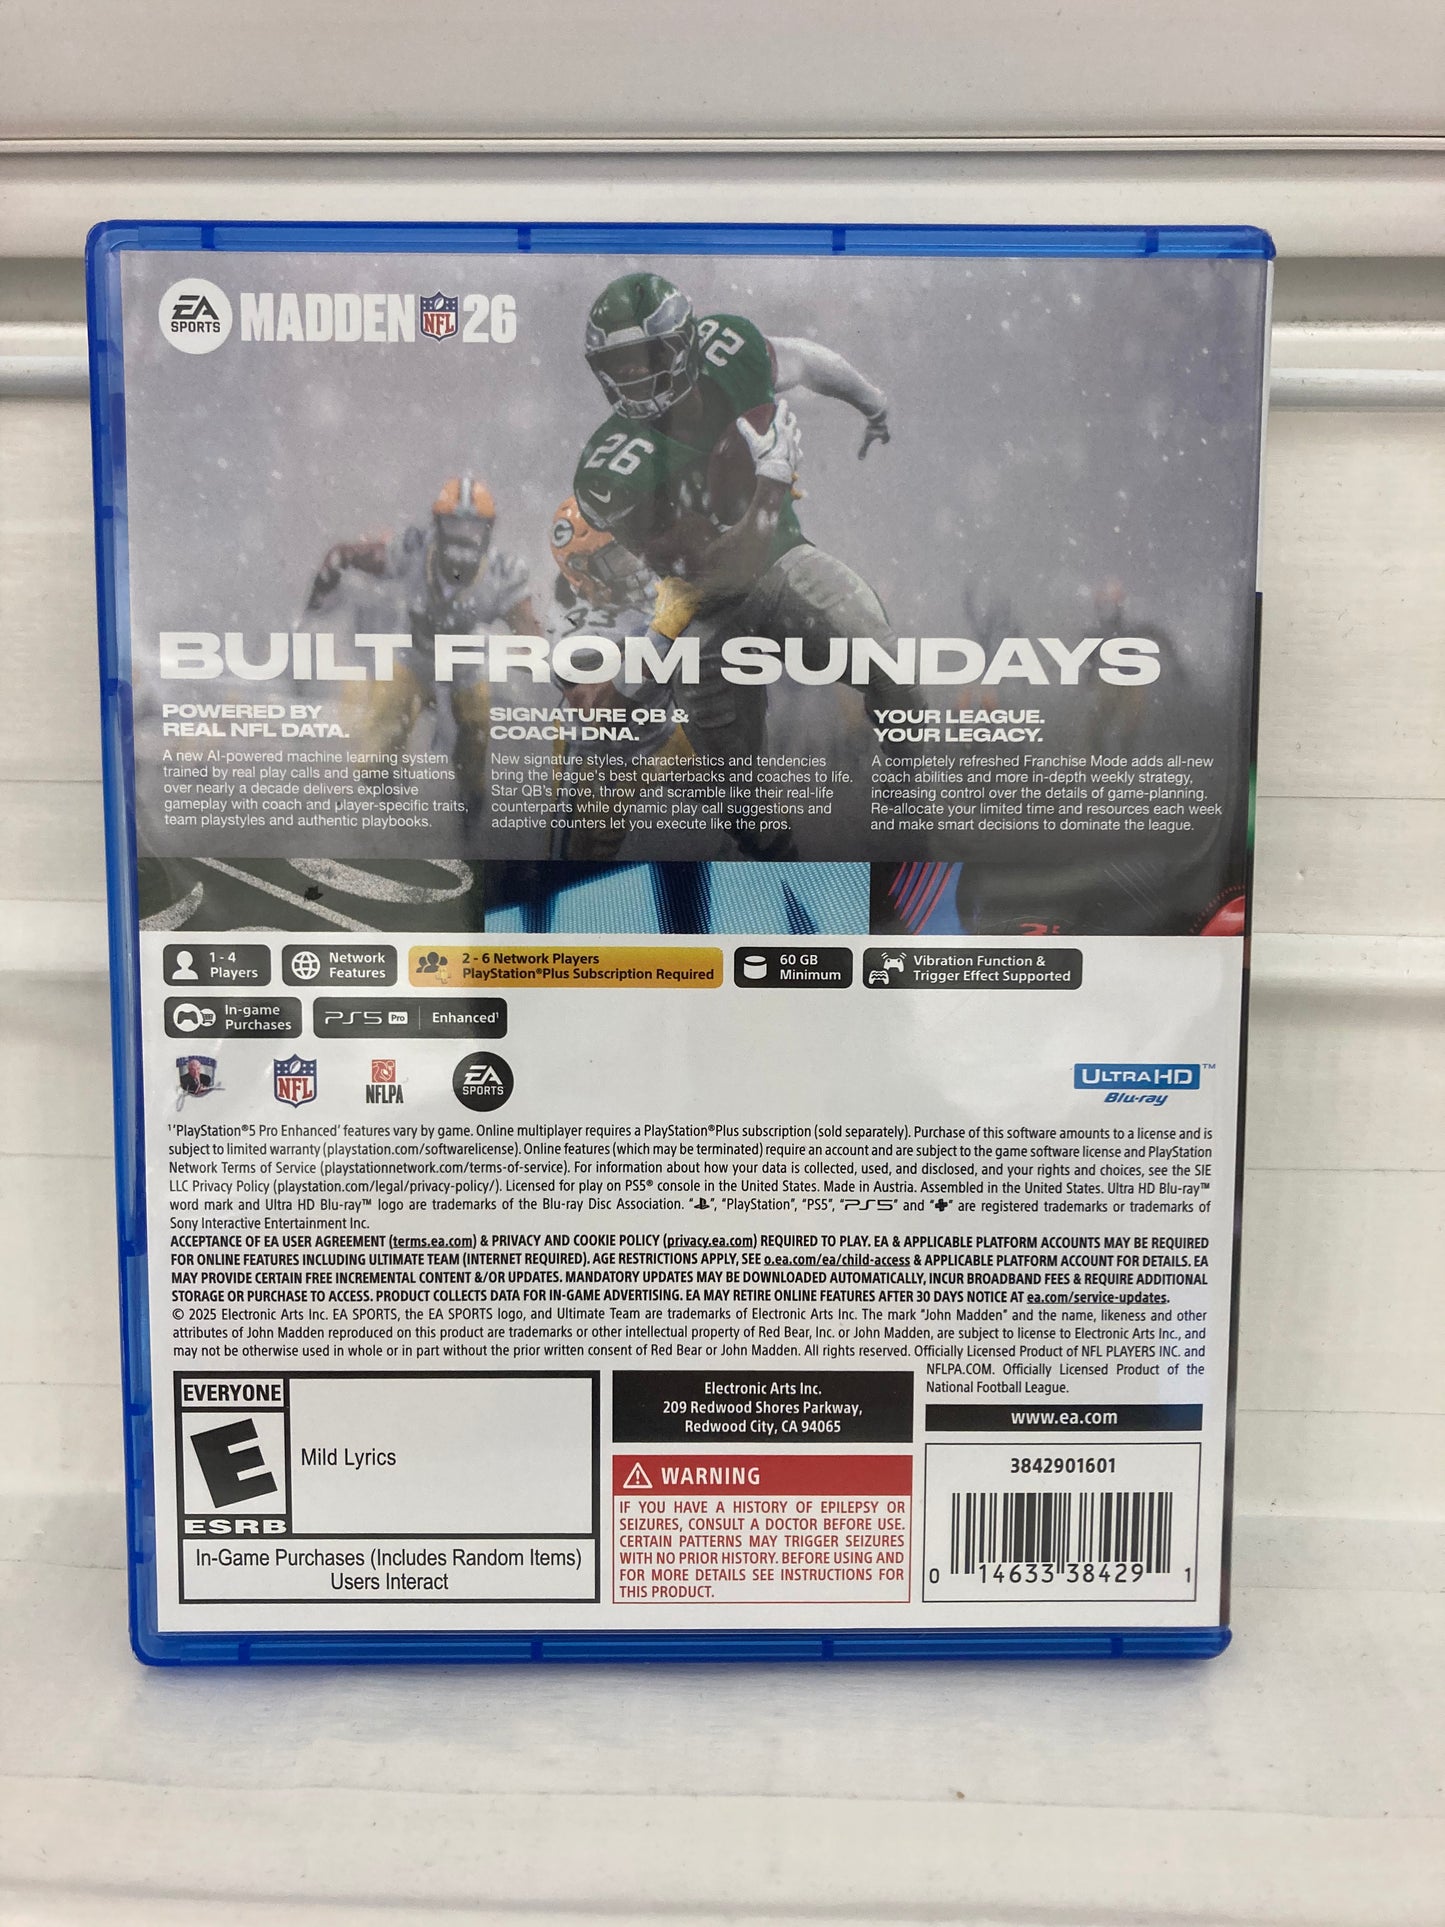 EA SPORTS MADDEN NFL 26
26
26
G
BUILT FROM SUNDAYS
POWERED BY
REAL NFL DATA.
A new AI-powered machine learning system
trained by real play calls and game situations
over nearly a decade delivers explosive
gameplay with coach and player-specific traits,
team playstyles and authentic playbooks.
SIGNATURE QB &
COACH DNA.
New signature styles, characteristics and tendencies
bring the league's best quarterbacks and coaches to life.
Star QB's move, throw and scramble like their real-life
counterparts while dynamic play call suggestions and
adaptive counters let you execute like the pros.
YOUR LEAGUE.
YOUR LEGACY.
A completely refreshed Franchise Mode adds all-new
coach abilities and more in-depth weekly strategy,
increasing control over the details of game-planning.
Re-allocate your limited time and resources each week
and make smart decisions to dominate the league.
1 - 4
Players
Network
Features
2 - 6 Network Players
PlayStation®Plus Subscription Required
60 GB
Minimum
Vibration Function &
Trigger Effect Supported
In-game
Purchases
PS5 Pro Enhanced¹
NFL
NFLPA
EA SPORTS
ULTRA HD™
Blu-ray
¹'PlayStation®5 Pro Enhanced' features vary by game. Online multiplayer requires a PlayStation®Plus subscription (sold separately). Purchase of this software amounts to a license and is
subject to limited warranty (playstation.com/softwarelicense). Online features (which may be terminated) require an account and are subject to the game software license and PlayStation
Network Terms of Service (playstationnetwork.com/terms-of-service). For information about how your data is collected, used, and disclosed, and your rights and choices, see the SIE
LLC Privacy Policy (playstation.com/legal/privacy-policy/). Licensed for play on PS5® console in the United States. Made in Austria. Assembled in the United States. Ultra HD Blu-ray™
word mark and Ultra HD Blu-ray™ logo are trademarks of the Blu-ray Disc Association. "", "PlayStation", "PS5", "PS5" and "" are registered trademarks or trademarks of
Sony Interactive Entertainment Inc.
ACCEPTANCE OF EA USER AGREEMENT (terms.ea.com) & PRIVACY AND COOKIE POLICY (privacy.ea.com) REQUIRED TO PLAY. EA & APPLICABLE PLATFORM ACCOUNTS MAY BE REQUIRED
FOR ONLINE FEATURES INCLUDING ULTIMATE TEAM (INTERNET REQUIRED). AGE RESTRICTIONS APPLY, SEE o.ea.com/ea/child-access & APPLICABLE PLATFORM ACCOUNT FOR DETAILS. EA
MAY PROVIDE CERTAIN FREE INCREMENTAL CONTENT &/OR UPDATES. MANDATORY UPDATES MAY BE DOWNLOADED AUTOMATICALLY, INCUR BROADBAND FEES & REQUIRE ADDITIONAL
STORAGE OR PURCHASE TO ACCESS. PRODUCT COLLECTS DATA FOR IN-GAME ADVERTISING. EA MAY RETIRE ONLINE FEATURES AFTER 30 DAYS NOTICE AT ea.com/service-updates.
© 2025 Electronic Arts Inc. EA SPORTS, the EA SPORTS logo, and Ultimate Team are trademarks of Electronic Arts Inc. The mark "John Madden" and the name, likeness and other
attributes of John Madden reproduced on this product are trademarks or other intellectual property of Red Bear, Inc. or John Madden, are subject to license to Electronic Arts Inc., and
may not be otherwise used in whole or in part without the prior written consent of Red Bear or John Madden. All rights reserved. Officially Licensed Product of NFL PLAYERS INC. and
NFLPA.COM. Officially Licensed Product of the
National Football League.
EVERYONE
E
ESRB
Mild Lyrics
In-Game Purchases (Includes Random Items)
Users Interact
Electronic Arts Inc.
209 Redwood Shores Parkway,
Redwood City, CA 94065
WARNING
IF YOU HAVE A HISTORY OF EPILEPSY OR
SEIZURES, CONSULT A DOCTOR BEFORE USE.
CERTAIN PATTERNS MAY TRIGGER SEIZURES
WITH NO PRIOR HISTORY. BEFORE USING AND
FOR MORE DETAILS SEE INSTRUCTIONS FOR
THIS PRODUCT.
www.ea.com
3842901601
0 14633 38429 1